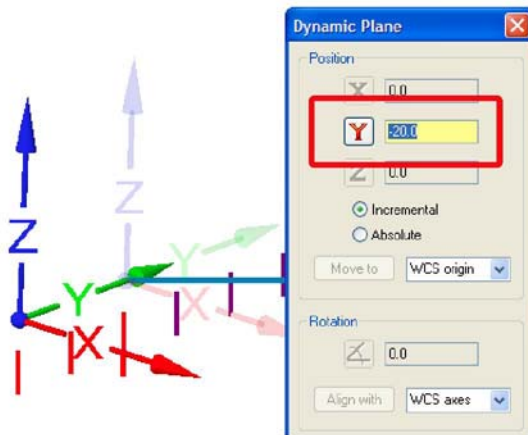 Dynamic Plane
Position
X 0.0
Y -20.0
Z 0.0
Incremental
Absolute
Move to WCS origin
Rotation
0.0
Align with WCS axes
Z
Z
Y
Y
X
X